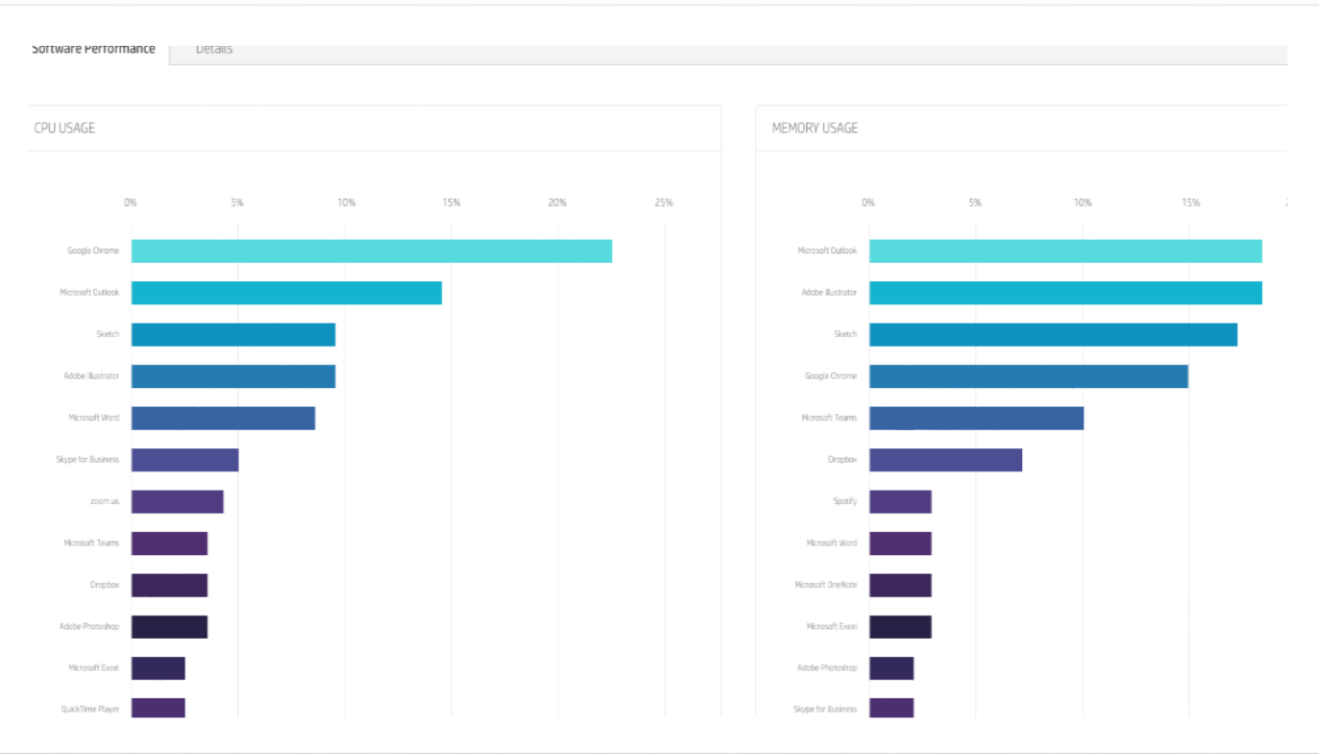 Software Performance
Details
CPU USAGE
0% 5% 10% 15% 20% 25%
Google Chrome
Microsoft Outlook
Sketch
Adobe Illustrator
Microsoft Word
Skype for Business
zoom.us
Microsoft Teams
Dropbox
Adobe Photoshop
Microsoft Excel
QuickTime Player
MEMORY USAGE
0% 5% 10% 15%
Microsoft Outlook
Adobe Illustrator
Sketch
Google Chrome
Microsoft Teams
Dropbox
Spotify
Microsoft Word
Microsoft OneNote
Microsoft Excel
Adobe Photoshop
Skype for Business